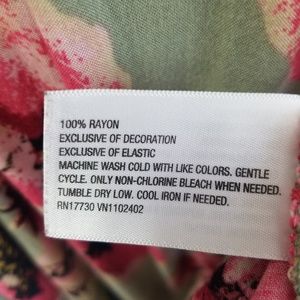 100% RAYON
EXCLUSIVE OF DECORATION
EXCLUSIVE OF ELASTIC
MACHINE WASH COLD WITH LIKE COLORS. GENTLE
CYCLE. ONLY NON-CHLORINE BLEACH WHEN NEEDED.
TUMBLE DRY LOW. COOL IRON IF NEEDED.
RN17730 VN1102402